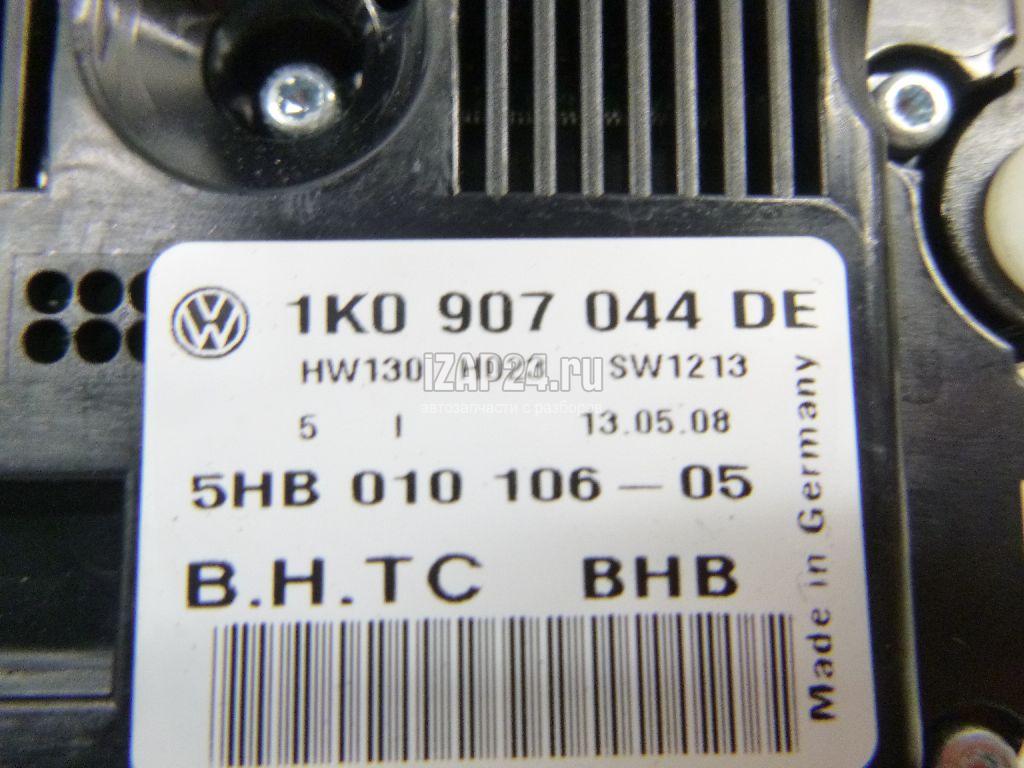 1K0 907 044 DE
HW130 SW1213
iZAP24.ru
автозапчасти с разборов
5 I 13.05.08
5HB 010 106-05
B.H.TC BHB
Made in Germany